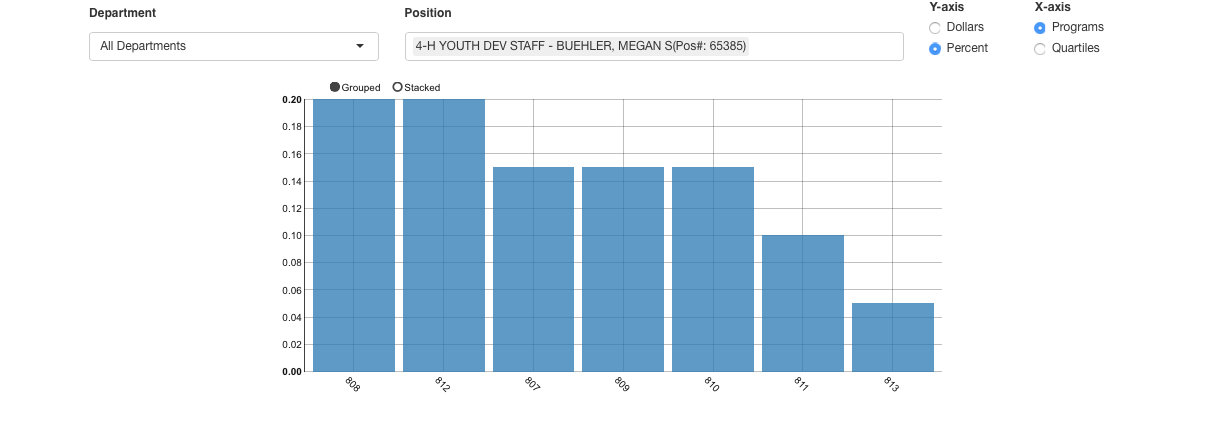 Department
Position
Y-axis
X-axis
All Departments
4-H YOUTH DEV STAFF - BUEHLER, MEGAN S(Pos#: 65385)
Dollars
Programs
Percent
Quartiles
Grouped
Stacked
0.20
0.18
0.16
0.14
0.12
0.10
0.08
0.06
0.04
0.02
0.00
808
812
807
809
810
811
813